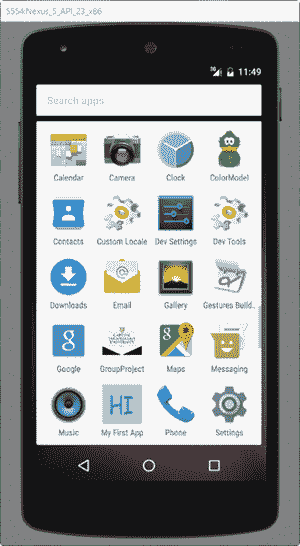 5554:Nexus_5_API_23_x86
11:49
Search apps
Calendar Camera Clock ColorModel
Contacts Custom Locale Dev Settings Dev Tools
Downloads Email Gallery Gestures Build..
Google GroupProject Maps Messaging
HI
Music My First App Phone Settings